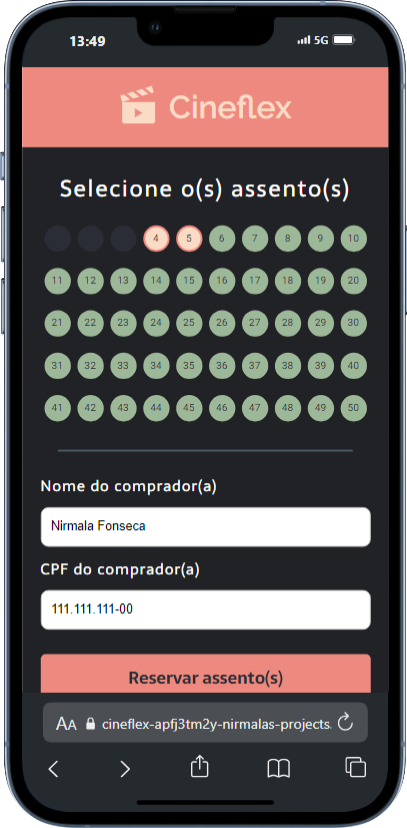 13:49 5G
Cineflex
Selecione o(s) assento(s)
4 5 6 7 8 9 10
11 12 13 14 15 16 17 18 19 20
21 22 23 24 25 26 27 28 29 30
31 32 33 34 35 36 37 38 39 40
41 42 43 44 45 46 47 48 49 50
Nome do comprador(a)
Nirmala Fonseca
CPF do comprador(a)
111.111.111-00
Reservar assento(s)
AA cineflex-apfj3tm2y-nirmalas-projects.